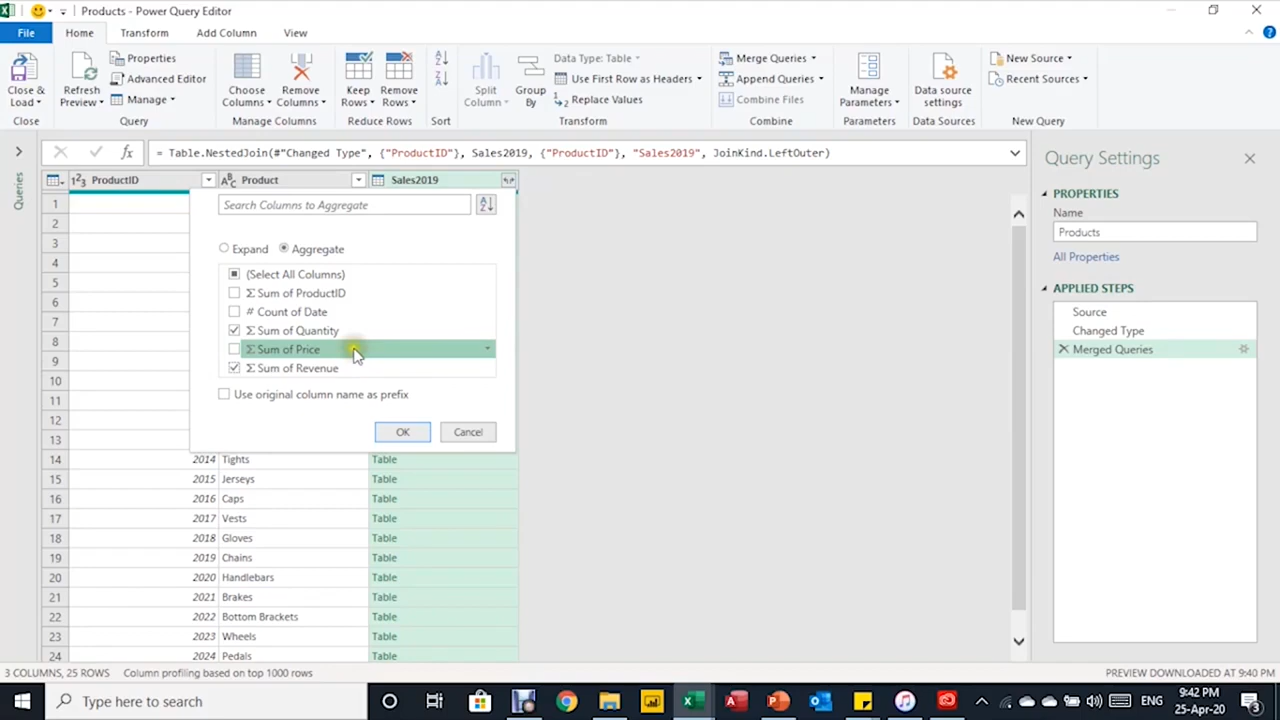 Products - Power Query Editor
File
Home
Transform
Add Column
View
Close & Load
Close
Refresh Preview
Properties
Advanced Editor
Manage
Query
Choose Columns
Remove Columns
Manage Columns
Keep Rows
Remove Rows
Reduce Rows
Sort
Split Column
Group By
Data Type: Table
Use First Row as Headers
Replace Values
Transform
Merge Queries
Append Queries
Combine Files
Combine
Manage Parameters
Parameters
Data source settings
Data Sources
New Source
Recent Sources
New Query
= Table.NestedJoin(#"Changed Type", {"ProductID"}, Sales2019, {"ProductID"}, "Sales2019", JoinKind.LeftOuter)
Queries
ProductID
Product
Sales2019
Search Columns to Aggregate
Expand
Aggregate
(Select All Columns)
Σ Sum of ProductID
# Count of Date
Σ Sum of Quantity
Σ Sum of Price
Σ Sum of Revenue
Use original column name as prefix
OK
Cancel
1
2
3
4
5
6
7
8
9
10
11
12
13
14 2014 Tights Table
15 2015 Jerseys Table
16 2016 Caps Table
17 2017 Vests Table
18 2018 Gloves Table
19 2019 Chains Table
20 2020 Handlebars Table
21 2021 Brakes Table
22 2022 Bottom Brackets Table
23 2023 Wheels Table
24 2024 Pedals Table
Query Settings
PROPERTIES
Name
Products
All Properties
APPLIED STEPS
Source
Changed Type
Merged Queries
3 COLUMNS, 25 ROWS
Column profiling based on top 1000 rows
PREVIEW DOWNLOADED AT 9:40 PM
Type here to search
ENG
9:42 PM
25-Apr-20
3